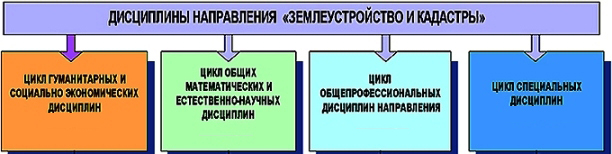 ДИСЦИПЛИНЫ НАПРАВЛЕНИЯ «ЗЕМЛЕУСТРОЙСТВО И КАДАСТРЫ»
ЦИКЛ ГУМАНИТАРНЫХ И
СОЦИАЛЬНО ЭКОНОМИЧЕСКИХ
ДИСЦИПЛИН
ЦИКЛ ОБЩИХ
МАТЕМАТИЧЕСКИХ И
ЕСТЕСТВЕННО-НАУЧНЫХ
ДИСЦИПЛИН
ЦИКЛ
ОБЩЕПРОФЕССИОНАЛЬНЫХ
ДИСЦИПЛИН НАПРАВЛЕНИЯ
ЦИКЛ СПЕЦИАЛЬНЫХ
ДИСЦИПЛИН